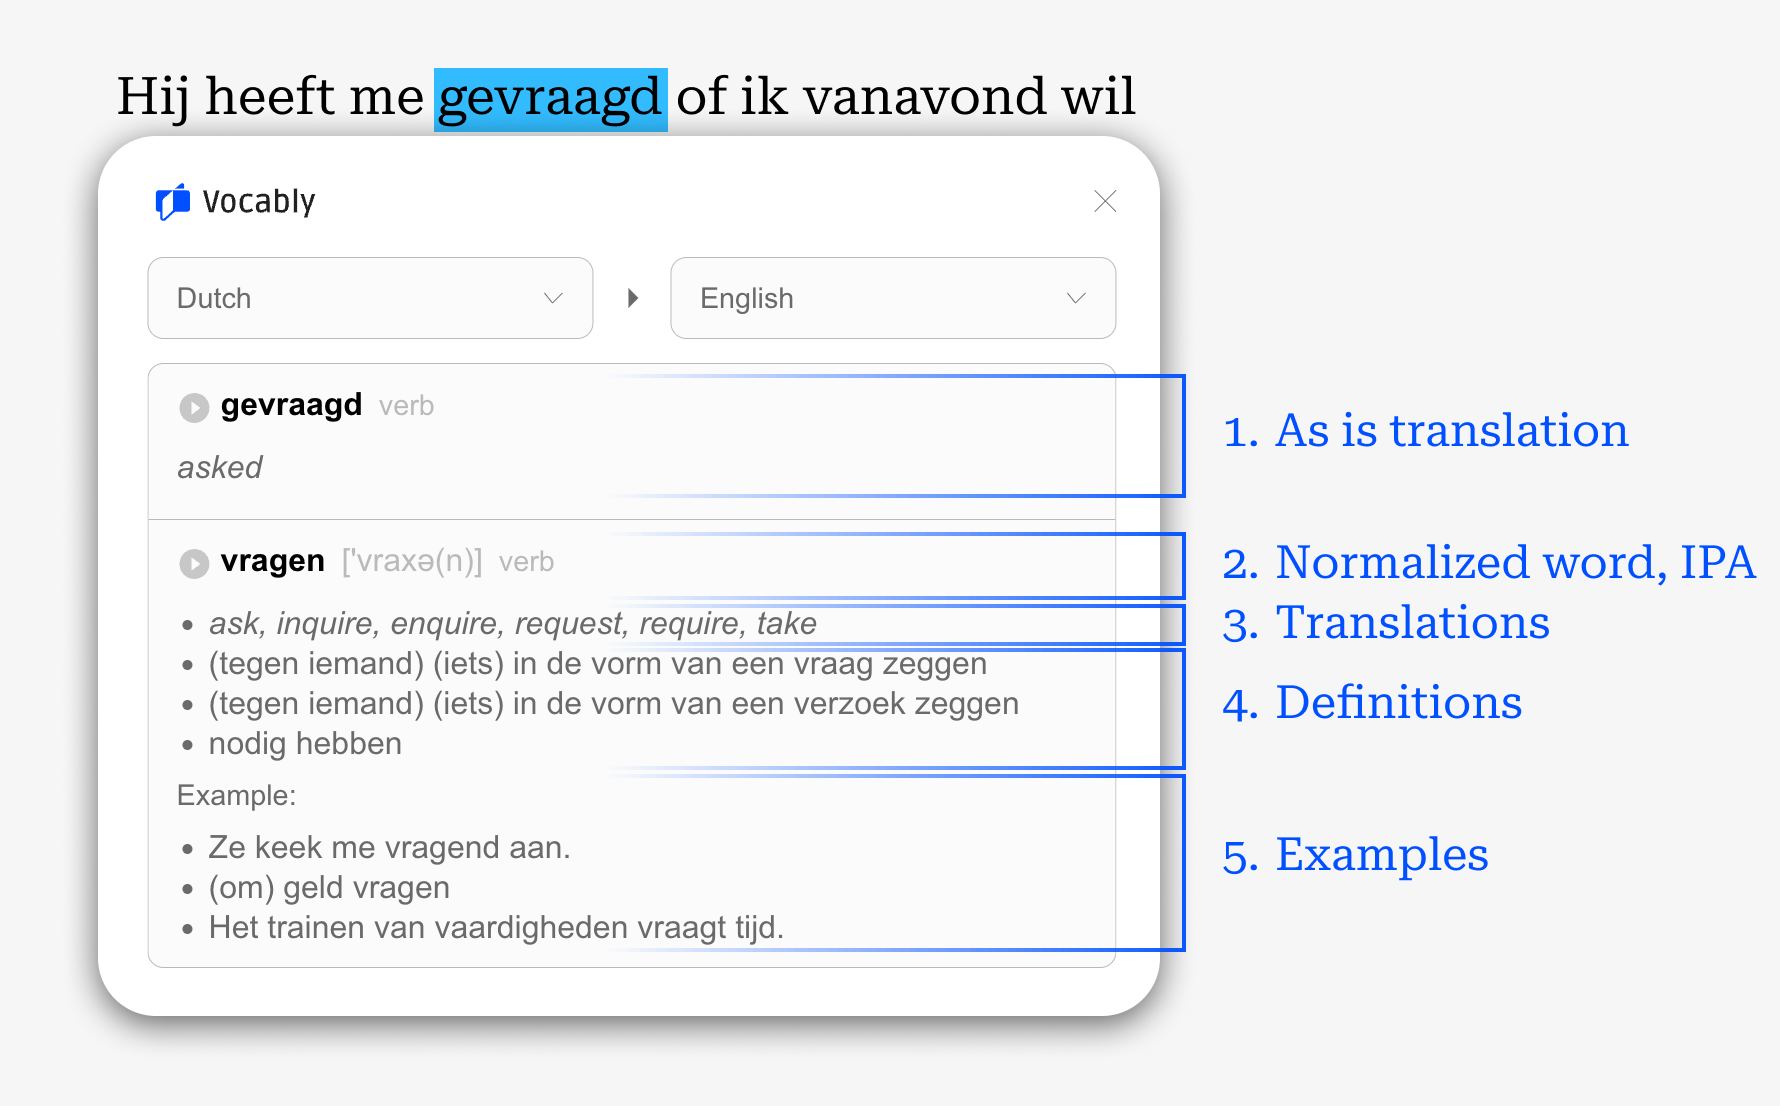 Hij heeft me gevraagd of ik vanavond wil
Vocably
Dutch
English
gevraagd verb
asked
1. As is translation
vragen ['vraxə(n)] verb
2. Normalized word, IPA
• ask, inquire, enquire, request, require, take
3. Translations
• (tegen iemand) (iets) in de vorm van een vraag zeggen
• (tegen iemand) (iets) in de vorm van een verzoek zeggen
• nodig hebben
4. Definitions
Example:
• Ze keek me vragend aan.
• (om) geld vragen
• Het trainen van vaardigheden vraagt tijd.
5. Examples